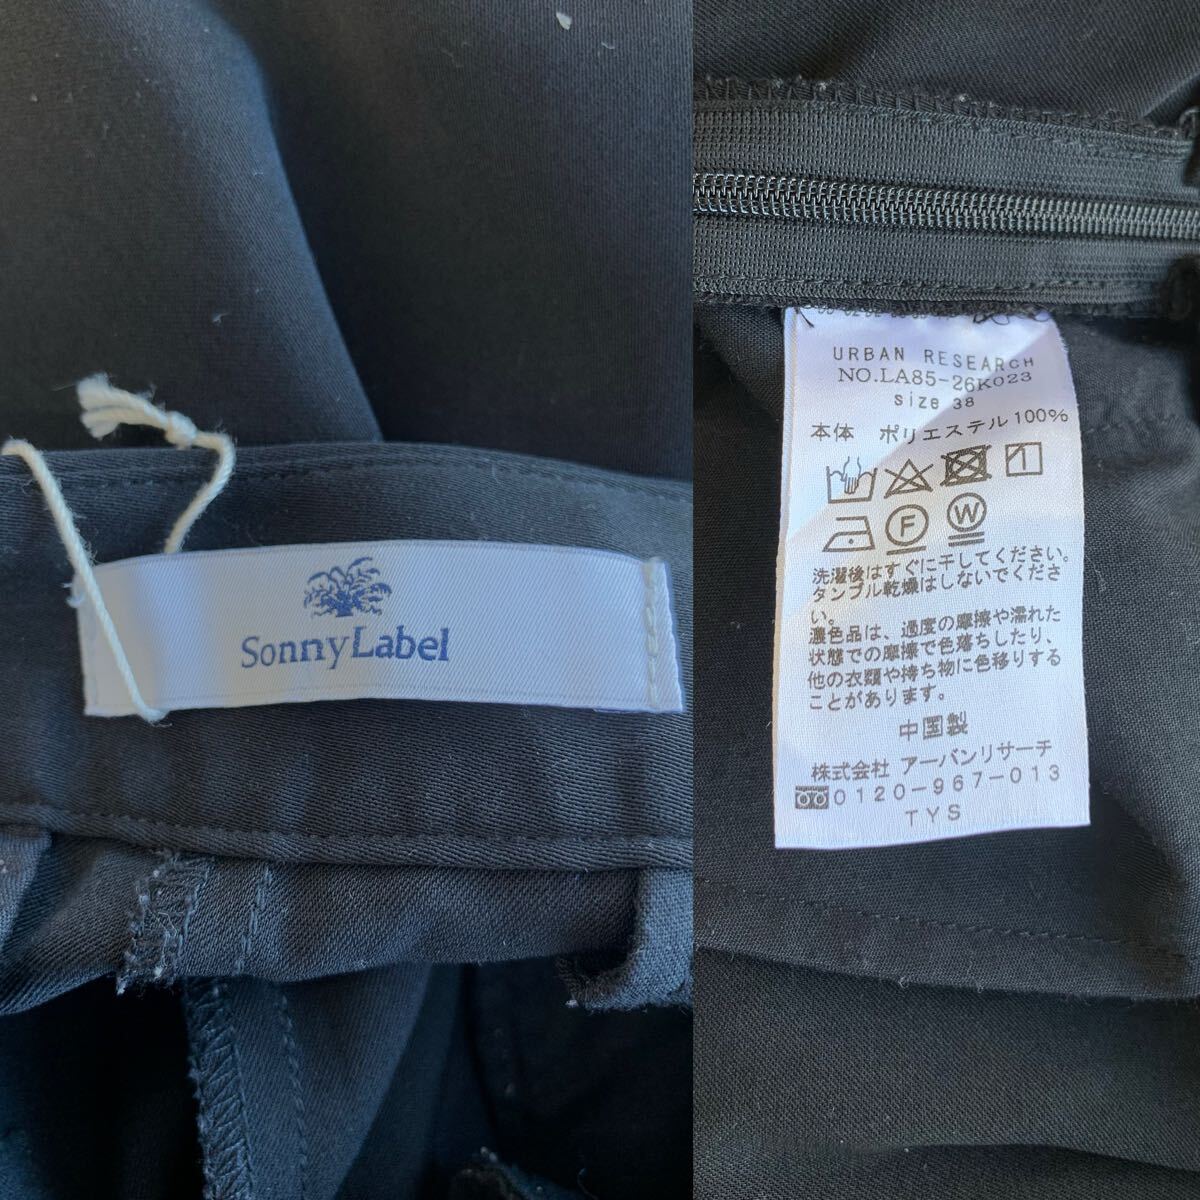 Sonny Label
URBAN RESEARCH
NO.LA85-26K023
size 38
本体 ポリエステル100%
F
W
洗濯後はすぐに干してください。
タンブル乾燥はしないでくださ
い。
濃色品は、過度の摩擦や濡れた
状態での摩擦で色落ちしたり、
他の衣類や持ち物に色移りする
ことがあります。
中国製
株式会社 アーバンリサーチ
0120-967-013
TYS